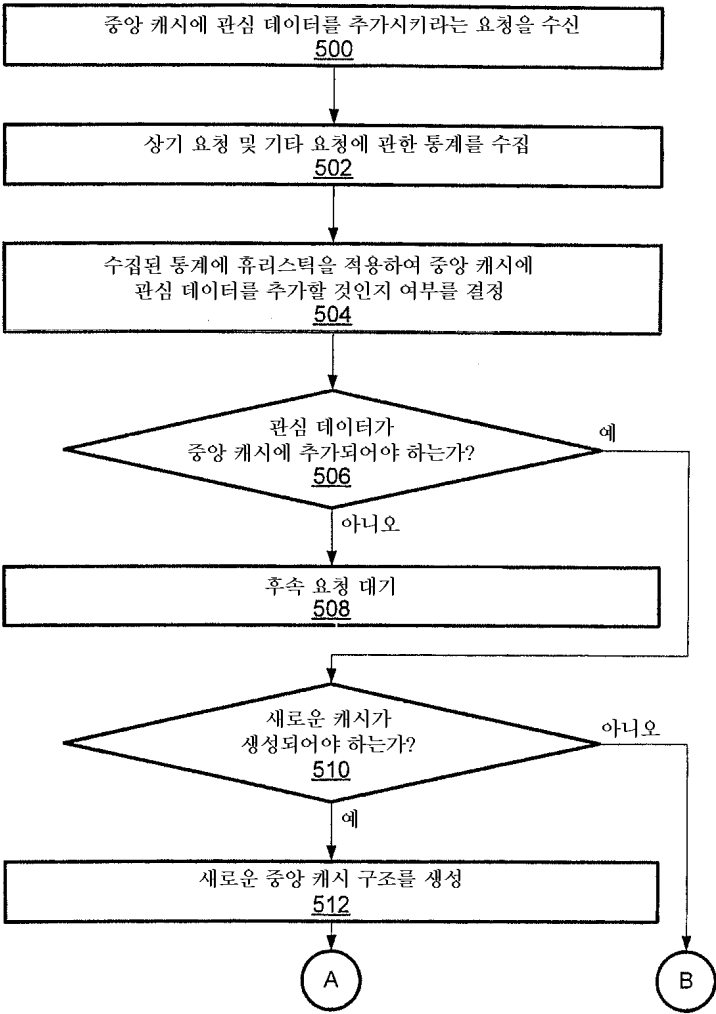 중앙 캐시에 관심 데이터를 추가시키라는 요청을 수신
500
상기 요청 및 기타 요청에 관한 통계를 수집
502
수집된 통계에 휴리스틱을 적용하여 중앙 캐시에
관심 데이터를 추가할 것인지 여부를 결정
504
관심 데이터가
중앙 캐시에 추가되어야 하는가?
506
예
아니오
후속 요청 대기
508
새로운 캐시가
생성되어야 하는가?
510
아니오
예
새로운 중앙 캐시 구조를 생성
512
A
B